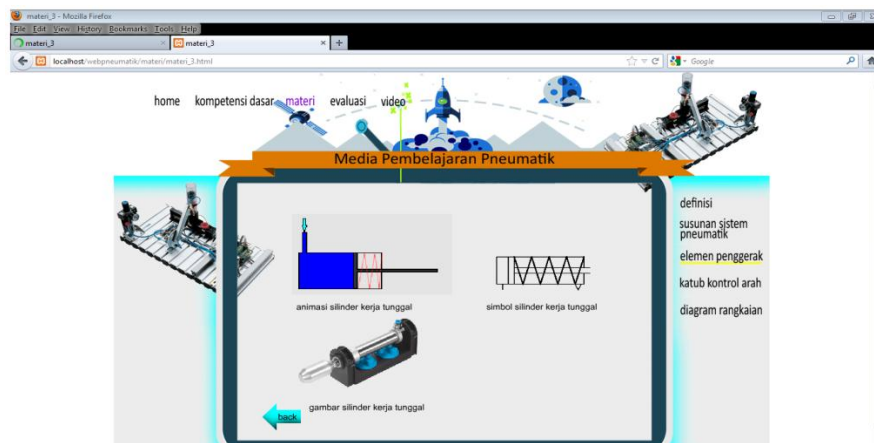 materi_3 - Mozilla Firefox
File Edit View History Bookmarks Tools Help
materi_3 × materi_3 × +
localhost/webpneumatik/materi/materi_3.html Google
home kompetensi dasar materi evaluasi video
Media Pembelajaran Pneumatik
definisi
susunan sistem
pneumatik
elemen penggerak
katub kontrol arah
diagram rangkaian
animasi silinder kerja tunggal
simbol silinder kerja tunggal
gambar silinder kerja tunggal
back